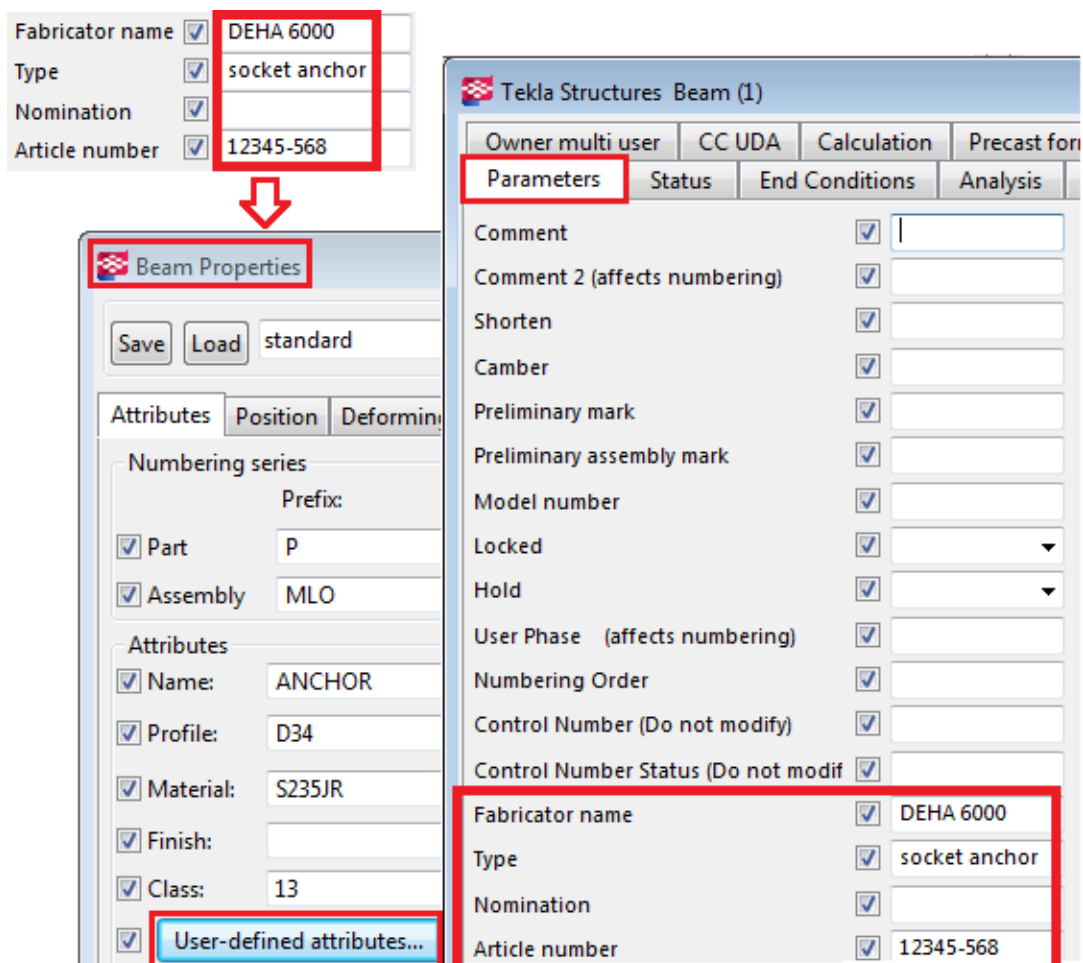 Fabricator name DEHA 6000
Type socket anchor
Nomination
Article number 12345-568
Beam Properties
Save Load standard
Attributes Position Deforming
Numbering series
Prefix:
Part P
Assembly MLO
Attributes
Name: ANCHOR
Profile: D34
Material: S235JR
Finish:
Class: 13
User-defined attributes...
Tekla Structures Beam (1)
Owner multi user CC UDA Calculation Precast for
Parameters Status End Conditions Analysis
Comment
Comment 2 (affects numbering)
Shorten
Camber
Preliminary mark
Preliminary assembly mark
Model number
Locked
Hold
User Phase (affects numbering)
Numbering Order
Control Number (Do not modify)
Control Number Status (Do not modif
Fabricator name DEHA 6000
Type socket anchor
Nomination
Article number 12345-568